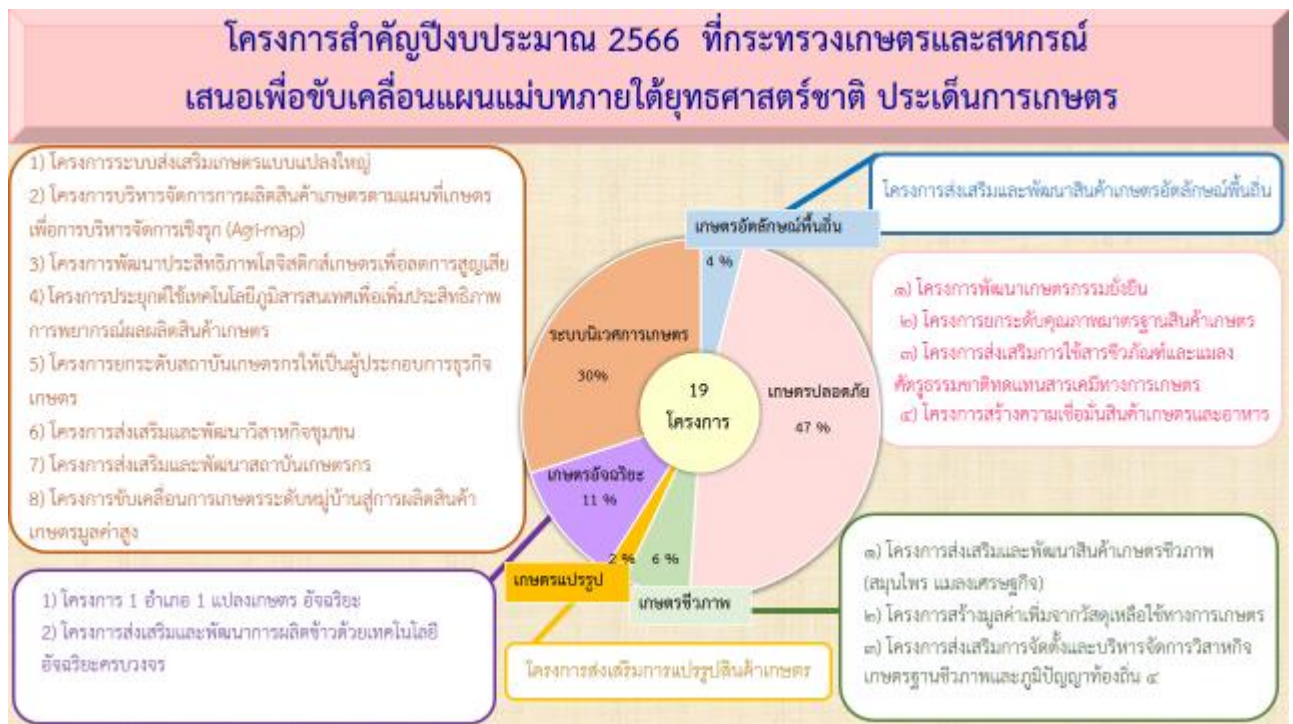 โครงการสำคัญปีงบประมาณ 2566 ที่กระทรวงเกษตรและสหกรณ์
เสนอเพื่อขับเคลื่อนแผนแม่บทภายใต้ยุทธศาสตร์ชาติ ประเด็นการเกษตร
1) โครงการระบบส่งเสริมเกษตรแบบแปลงใหญ่
2) โครงการบริหารจัดการการผลิตสินค้าเกษตรตามแผนที่เกษตร
เพื่อการบริหารจัดการเชิงรุก (Agri-map)
3) โครงการพัฒนาประสิทธิภาพโลจิสติกส์เกษตรเพื่อลดการสูญเสีย
4) โครงการประยุกต์ใช้เทคโนโลยีภูมิสารสนเทศเพื่อเพิ่มประสิทธิภาพ
การพยากรณ์ผลผลิตสินค้าเกษตร
5) โครงการยกระดับสถาบันเกษตรกรให้เป็นผู้ประกอบการธุรกิจ
เกษตร
6) โครงการส่งเสริมและพัฒนาวิสาหกิจชุมชน
7) โครงการส่งเสริมและพัฒนาสถาบันเกษตรกร
8) โครงการขับเคลื่อนการเกษตรระดับหมู่บ้านสู่การผลิตสินค้า
เกษตรมูลค่าสูง
1) โครงการ 1 อำเภอ 1 แปลงเกษตร อัจฉริยะ
2) โครงการส่งเสริมและพัฒนาการผลิตข้าวด้วยเทคโนโลยี
อัจฉริยะครบวงจร
เกษตรอัตลักษณ์พื้นถิ่น
4 %
ระบบนิเวศการเกษตร
30%
19
โครงการ
เกษตรปลอดภัย
47 %
เกษตรอัจฉริยะ
11 %
2 %
6 %
เกษตรแปรรูป
เกษตรชีวภาพ
โครงการส่งเสริมการแปรรูปสินค้าเกษตร
โครงการส่งเสริมและพัฒนาสินค้าเกษตรอัตลักษณ์พื้นถิ่น
๑) โครงการพัฒนาเกษตรกรรมยั่งยืน
๒) โครงการยกระดับคุณภาพมาตรฐานสินค้าเกษตร
๓) โครงการส่งเสริมการใช้สารชีวภัณฑ์และแมลง
ศัตรูธรรมชาติทดแทนสารเคมีทางการเกษตร
๔) โครงการสร้างความเชื่อมั่นสินค้าเกษตรและอาหาร
๑) โครงการส่งเสริมและพัฒนาสินค้าเกษตรชีวภาพ
(สมุนไพร แมลงเศรษฐกิจ)
๒) โครงการสร้างมูลค่าเพิ่มจากวัสดุเหลือใช้ทางการเกษตร
๓) โครงการส่งเสริมการจัดตั้งและบริหารจัดการวิสาหกิจ
เกษตรฐานชีวภาพและภูมิปัญญาท้องถิ่น ๔